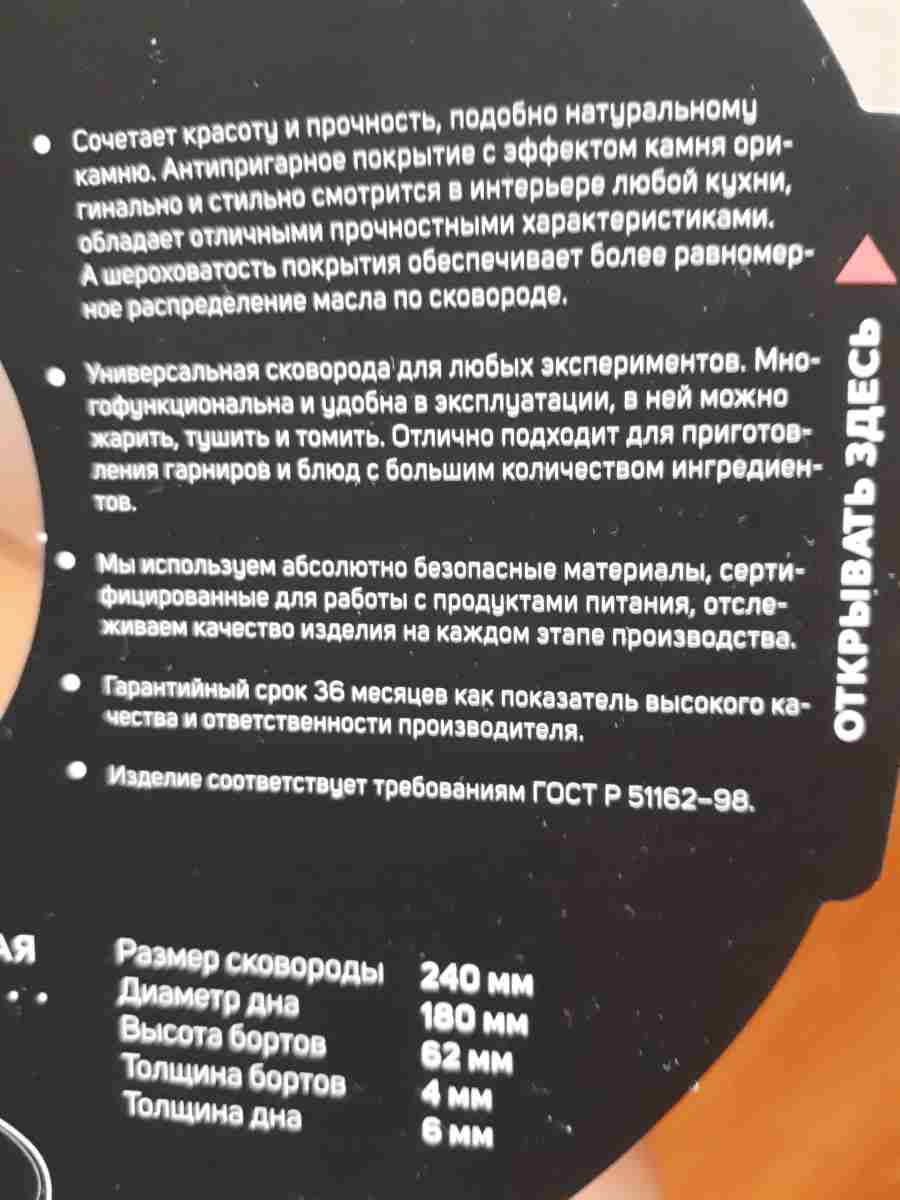 • Сочетает красоту и прочность, подобно натуральному
камню. Антипригарное покрытие с эффектом камня ори-
гинально и стильно смотрится в интерьере любой кухни,
обладает отличными прочностными характеристиками.
А шероховатость покрытия обеспечивает более равномер-
ное распределение масла по сковороде.
• Универсальная сковорода для любых экспериментов. Мно-
гофункциональна и удобна в эксплуатации, в ней можно
жарить, тушить и томить. Отлично подходит для приготов-
ления гарниров и блюд с большим количеством ингредиен-
тов.
• Мы используем абсолютно безопасные материалы, серти-
фицированные для работы с продуктами питания, отсле-
живаем качество изделия на каждом этапе производства.
• Гарантийный срок 36 месяцев как показатель высокого ка-
чества и ответственности производителя.
• Изделие соответствует требованиям ГОСТ Р 51162-98.
ОТКРЫВАТЬ ЗДЕСЬ
АЯ
Размер сковороды 240 мм
Диаметр дна 180 мм
Высота бортов 62 мм
Толщина бортов 4 мм
Толщина дна 6 мм